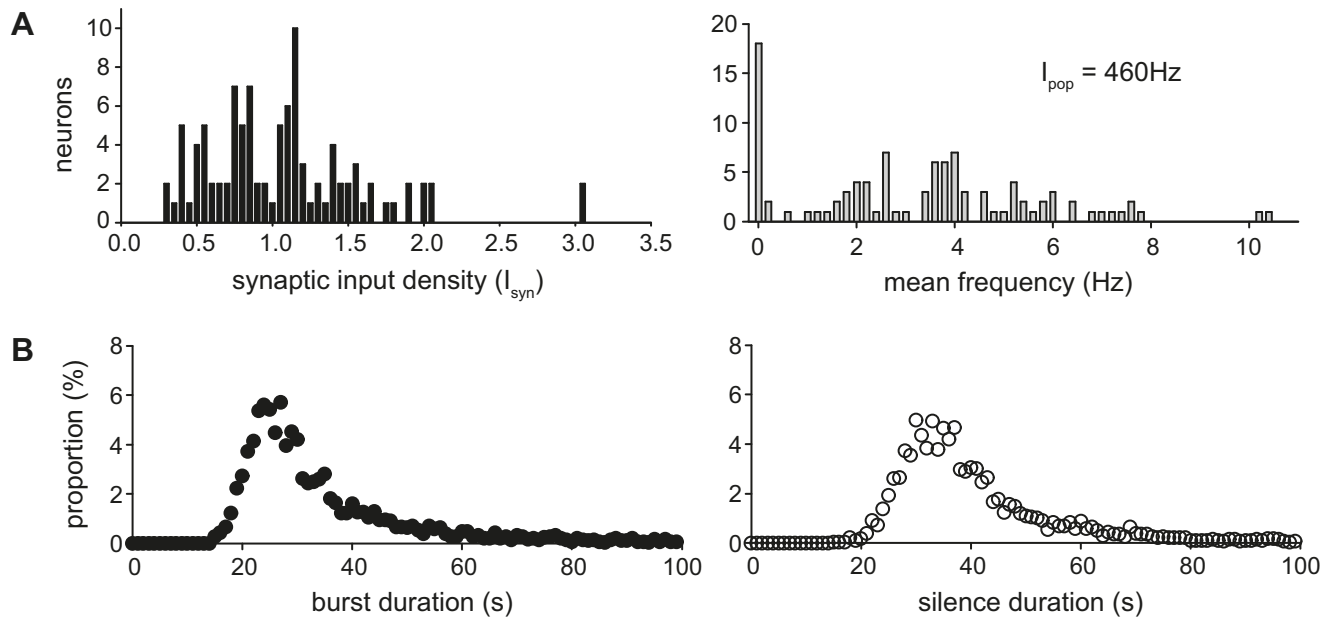 A
neurons
10
8
6
4
2
0
0.0 0.5 1.0 1.5 2.0 2.5 3.0 3.5
synaptic input density (Isyn)
20
15
10
5
0
Ipop = 460Hz
0 2 4 6 8 10
mean frequency (Hz)
B
proportion (%)
8
6
4
2
0
0 20 40 60 80 100
burst duration (s)
8
6
4
2
0
0 20 40 60 80 100
silence duration (s)